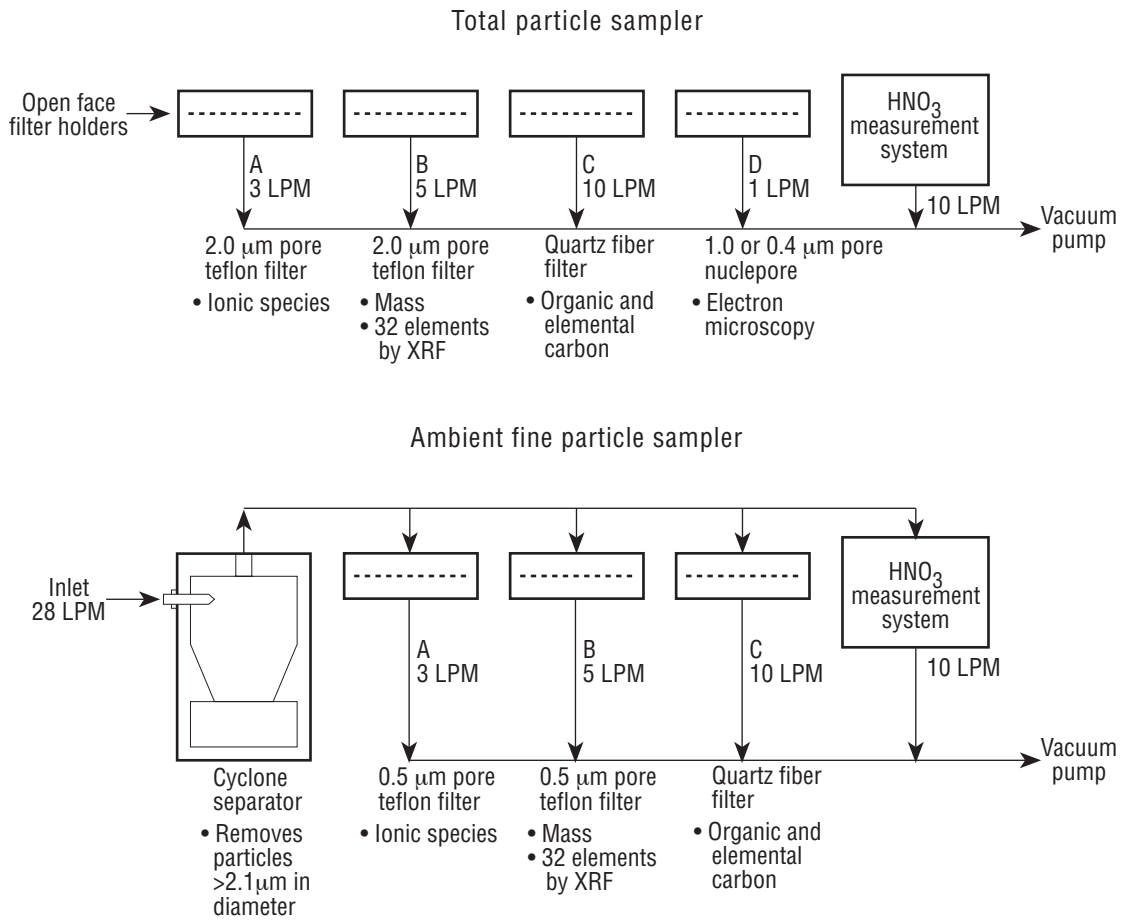 Total particle sampler
Open face
filter holders
A
3 LPM
B
5 LPM
C
10 LPM
D
1 LPM
HNO3
measurement
system
10 LPM
Vacuum
pump
2.0 µm pore
teflon filter
• Ionic species
2.0 µm pore
teflon filter
• Mass
• 32 elements
by XRF
Quartz fiber
filter
• Organic and
elemental
carbon
1.0 or 0.4 µm pore
nuclepore
• Electron
microscopy
Ambient fine particle sampler
Inlet
28 LPM
A
3 LPM
B
5 LPM
C
10 LPM
HNO3
measurement
system
10 LPM
Vacuum
pump
Cyclone
separator
• Removes
particles
>2.1µm in
diameter
0.5 µm pore
teflon filter
• Ionic species
0.5 µm pore
teflon filter
• Mass
• 32 elements
by XRF
Quartz fiber
filter
• Organic and
elemental
carbon